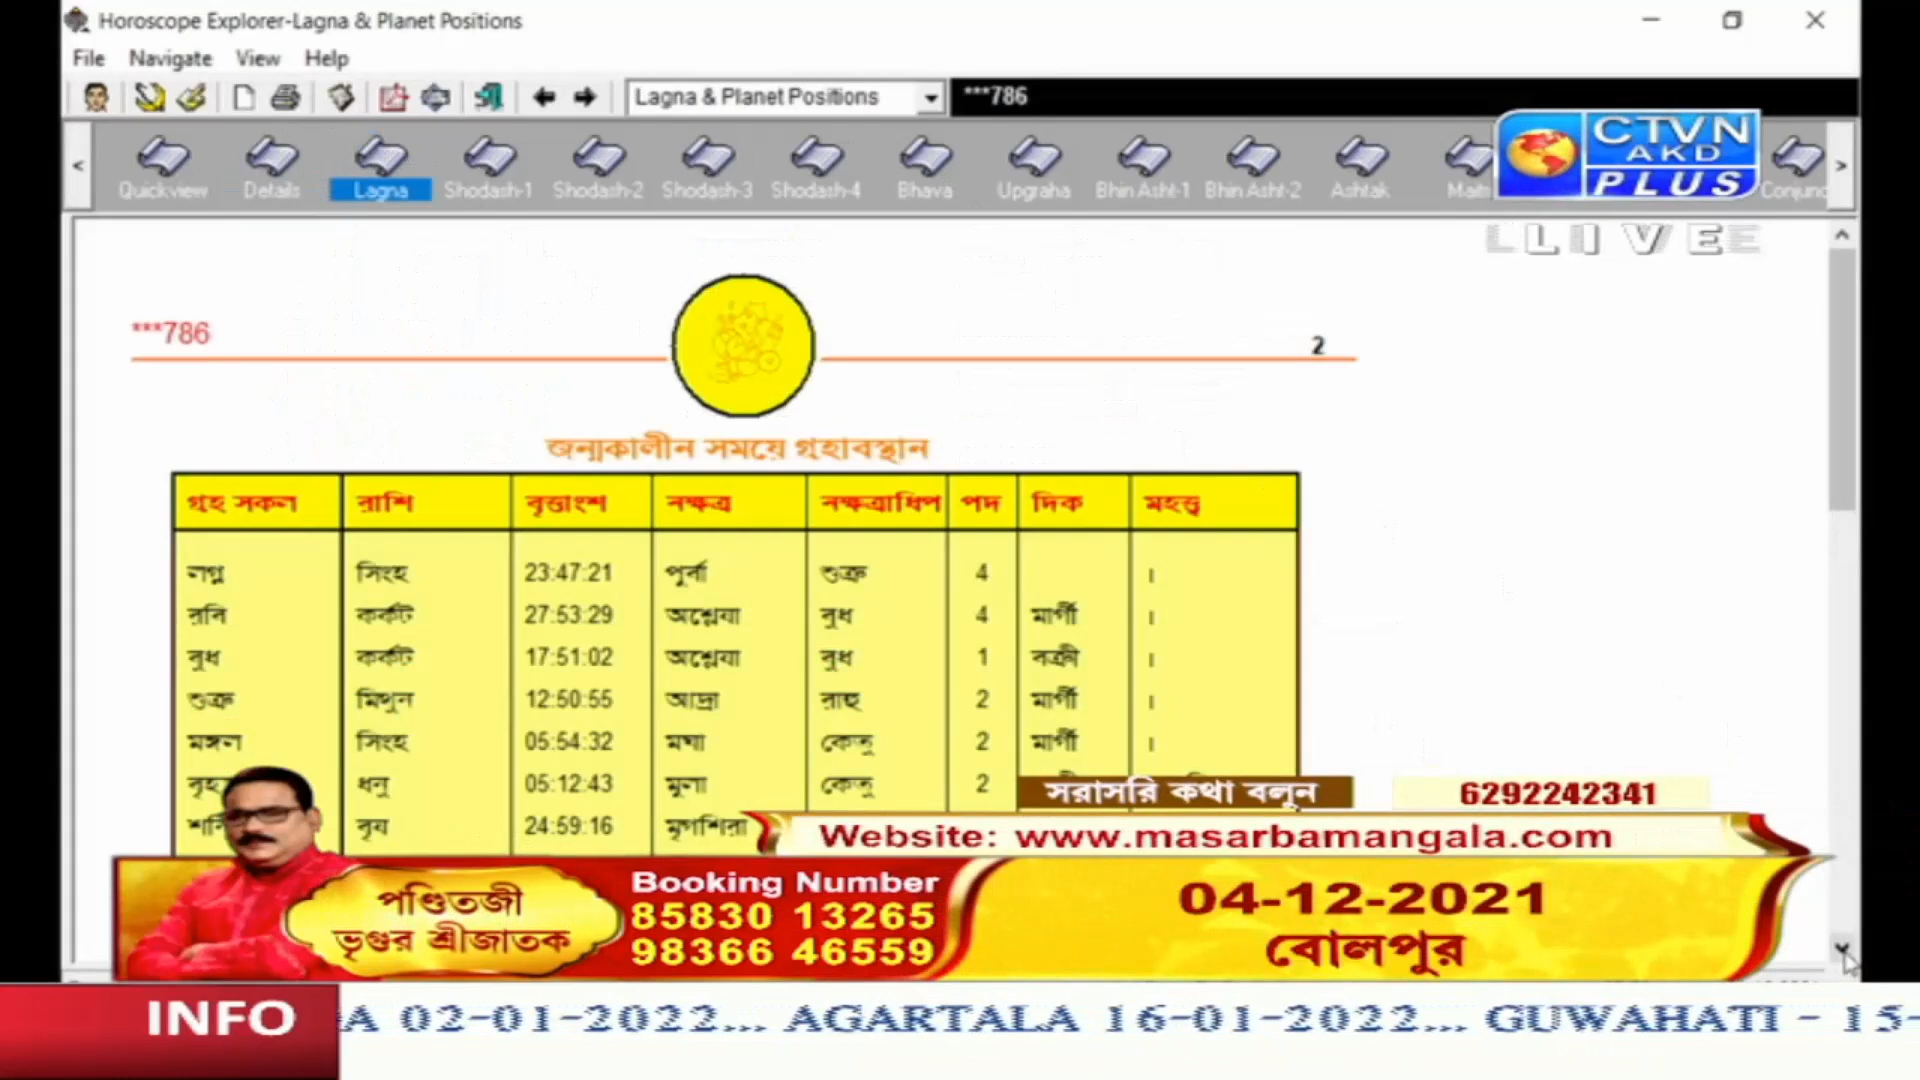 Horoscope Explorer-Lagna & Planet Positions
File Navigate View Help
Lagna & Planet Positions ***786
Quickview Details Lagna Shodash-1 Shodash-2 Shodash-3 Shodash-4 Bhava Upgraha Bhin Asht-1 Bhin Asht-2 Ashtak
CTVN
AKD
PLUS
LIVE
***786
2
জন্মকালীন সময়ে গ্রহাবস্থান
গ্রহ সকল রাশি বৃত্তাংশ নক্ষত্র নক্ষত্রাধিপ পদ দিক মহত্ত্ব
লগ্ন সিংহ 23:47:21 পূর্বা শুক্র 4 ।
রবি কর্কট 27:53:29 অশ্লেষা বুধ 4 মার্গী ।
বুধ কর্কট 17:51:02 অশ্লেষা বুধ 1 বক্রী ।
শুক্র মিথুন 12:50:55 আদ্রা রাহু 2 মার্গী ।
মঙ্গল সিংহ 05:54:32 মঘা কেতু 2 মার্গী ।
ধনু 05:12:43 মুলা কেতু 2
বৃষ 24:59:16 মৃগশিরা
সরাসরি কথা বলুন 6292242341
Website: www.masarbamangala.com
পণ্ডিতজী
ভৃগুর শ্রীজাতক
Booking Number
85830 13265
98366 46559
04-12-2021
বোলপুর
INFO
A 02-01-2022... AGARTALA 16-01-2022... GUWAHATI - 15-